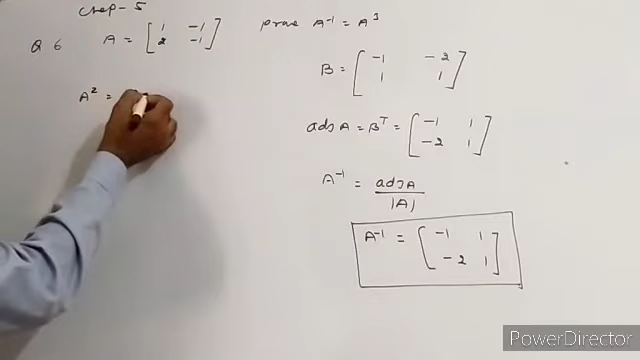 Chep - 5
Q 6 A = [ 1 -1
2 -1 ]
prove A⁻¹ = A³
A² =
B = [ -1 -2
1 1 ]
adj A = Bᵀ = [ -1 1
-2 1 ]
A⁻¹ = adj A
|A|
A⁻¹ = [ -1 1
-2 1 ]
PowerDirector